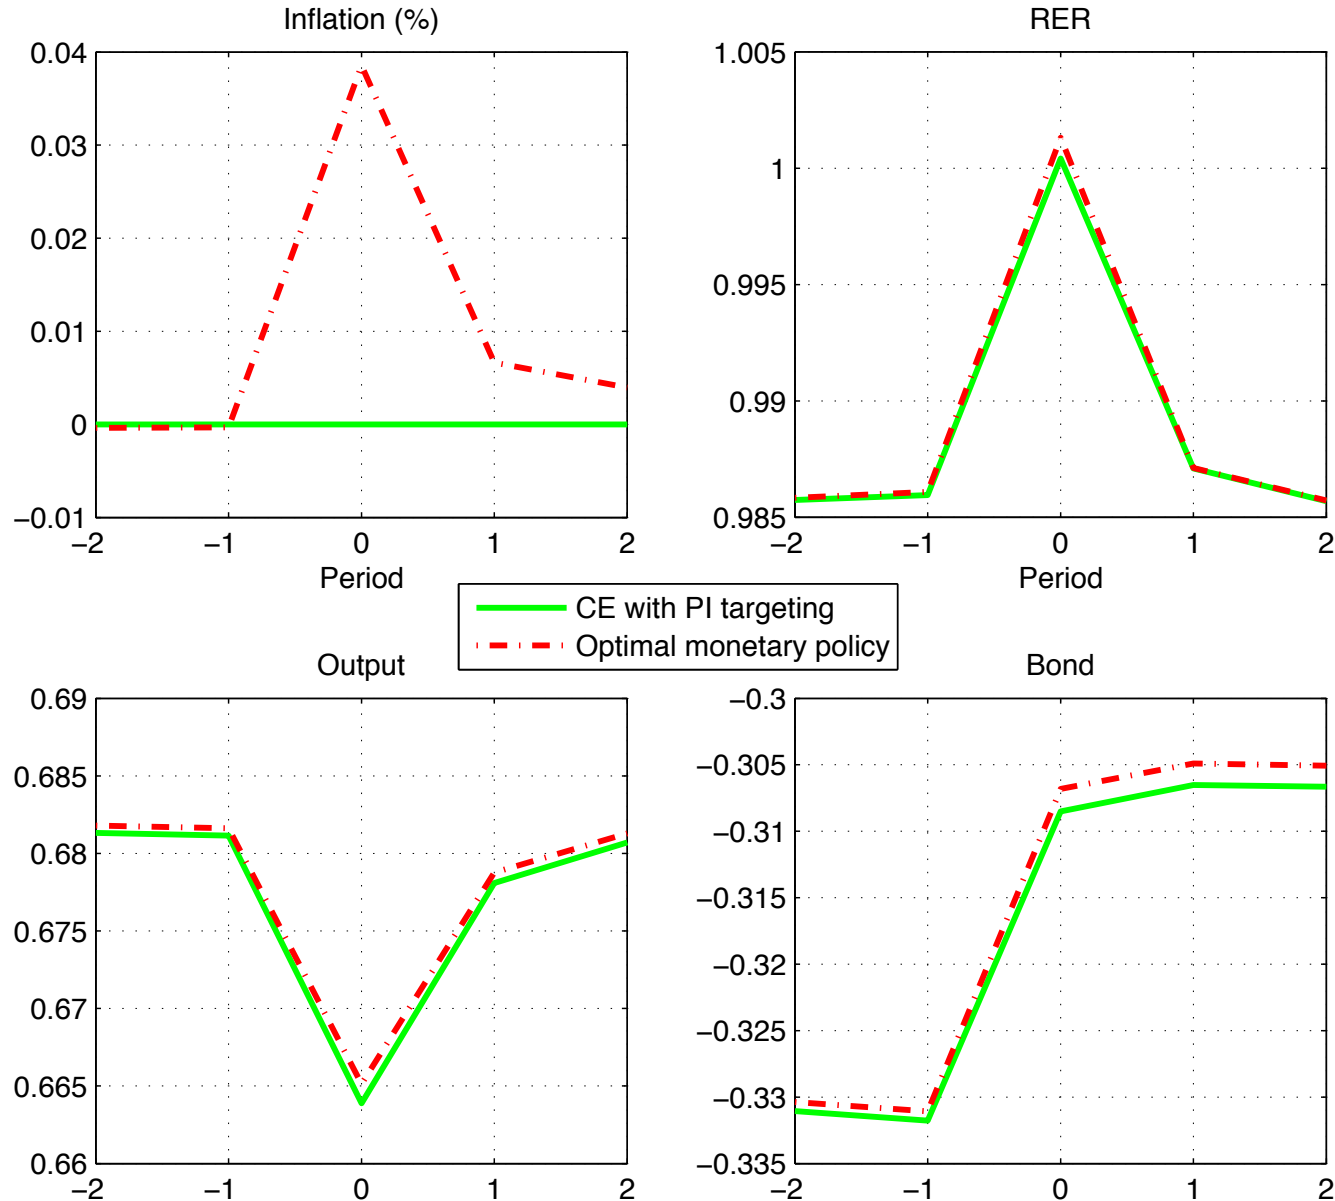 Inflation (%)
0.04
0.03
0.02
0.01
0
−0.01
−2 −1 0 1 2
Period
RER
1.005
1
0.995
0.99
0.985
−2 −1 0 1 2
Period
CE with PI targeting
Optimal monetary policy
Output
0.69
0.685
0.68
0.675
0.67
0.665
0.66
−2 −1 0 1 2
Bond
−0.3
−0.305
−0.31
−0.315
−0.32
−0.325
−0.33
−0.335
−2 −1 0 1 2